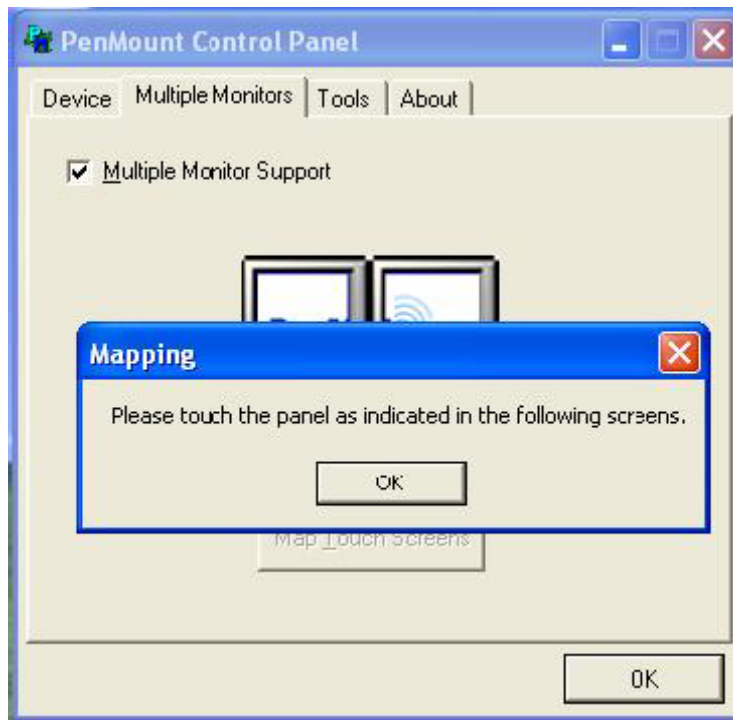 PenMount Control Panel
Device Multiple Monitors Tools About
Multiple Monitor Support
Mapping
Please touch the panel as indicated in the following screens.
OK
Map Touch Screens
OK